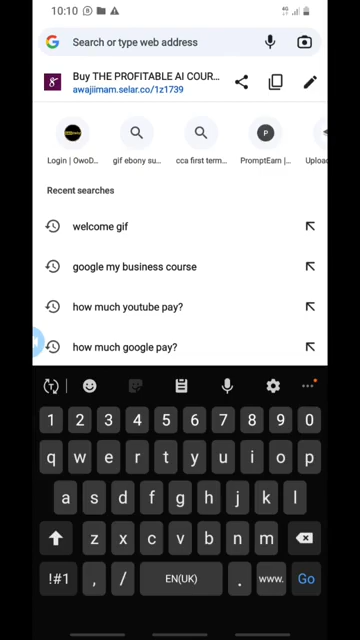 10:10
Search or type web address
Buy THE PROFITABLE AI COUR...
awajiimam.selar.co/1z1739
Login | OwoD... gif ebony su... cca first term... PromptEarn |... Upload
Recent searches
welcome gif
google my business course
how much youtube pay?
how much google pay?
1 2 3 4 5 6 7 8 9 0
q w e r t y u i o p
a s d f g h j k l
z x c v b n m
!#1 , / EN(UK) . www. Go